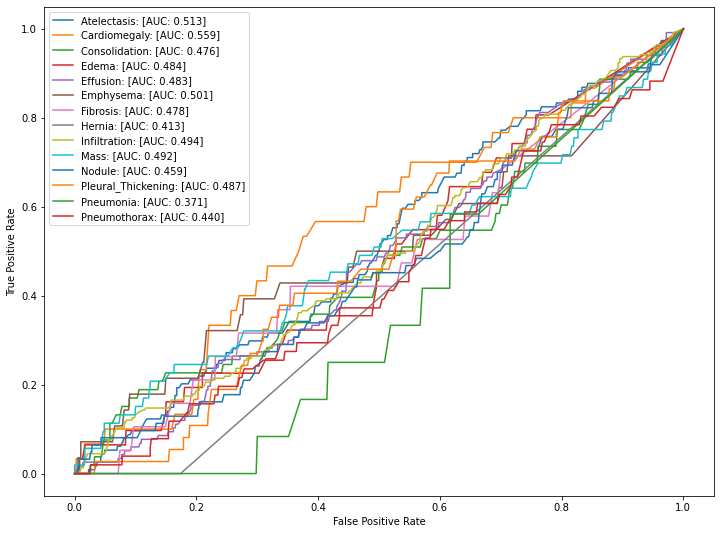 1.0
0.8
0.6
0.4
0.2
0.0
True Positive Rate
Atelectasis: [AUC: 0.513]
Cardiomegaly: [AUC: 0.559]
Consolidation: [AUC: 0.476]
Edema: [AUC: 0.484]
Effusion: [AUC: 0.483]
Emphysema: [AUC: 0.501]
Fibrosis: [AUC: 0.478]
Hernia: [AUC: 0.413]
Infiltration: [AUC: 0.494]
Mass: [AUC: 0.492]
Nodule: [AUC: 0.459]
Pleural_Thickening: [AUC: 0.487]
Pneumonia: [AUC: 0.371]
Pneumothorax: [AUC: 0.440]
0.0 0.2 0.4 0.6 0.8 1.0
False Positive Rate